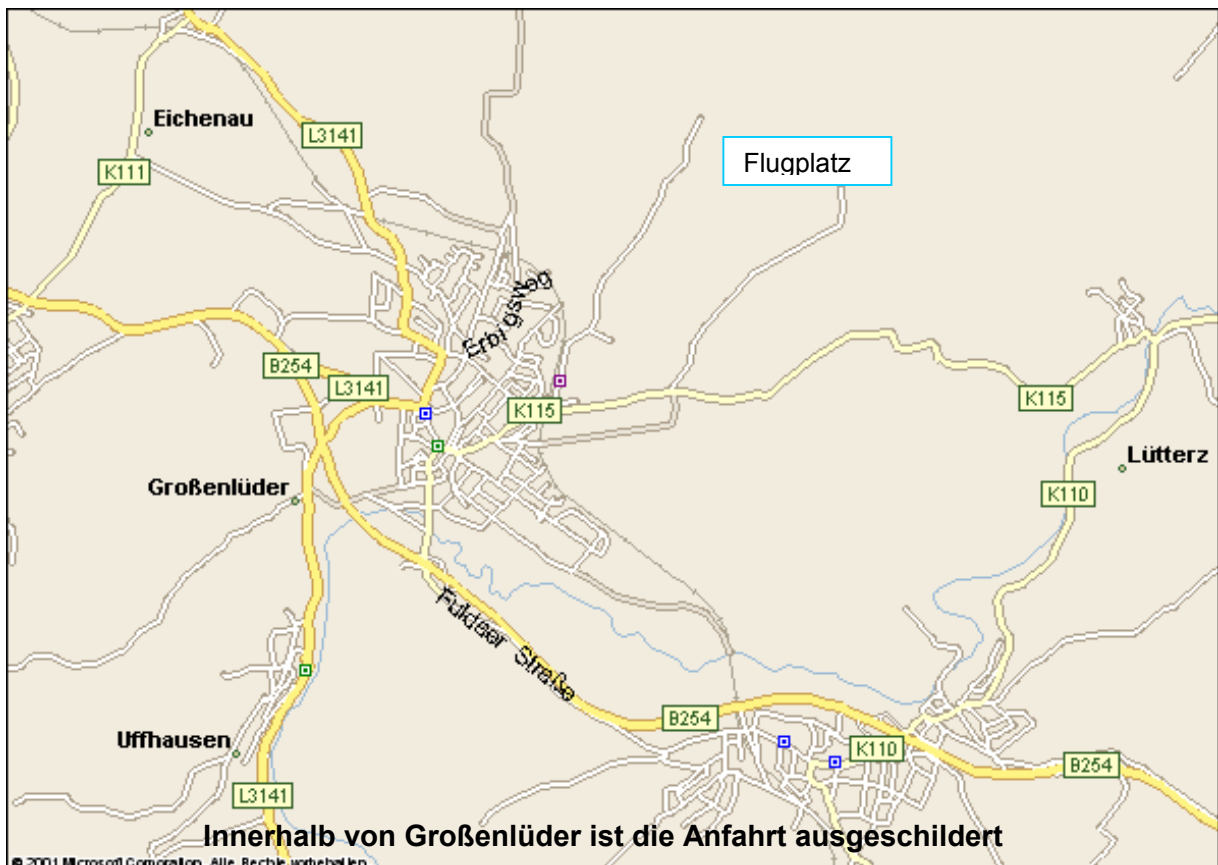 Eichenau
L3141
Flugplatz
K111
Erbigsweg
B254
L3141
K115
K115
Lütterz
Großenlüder
K110
Fuldaer Straße
B254
Uffhausen
K110
B254
L3141
Innerhalb von Großenlüder ist die Anfahrt ausgeschildert
© 2001 Microsoft Corporation. Alle Rechte vorbehalten